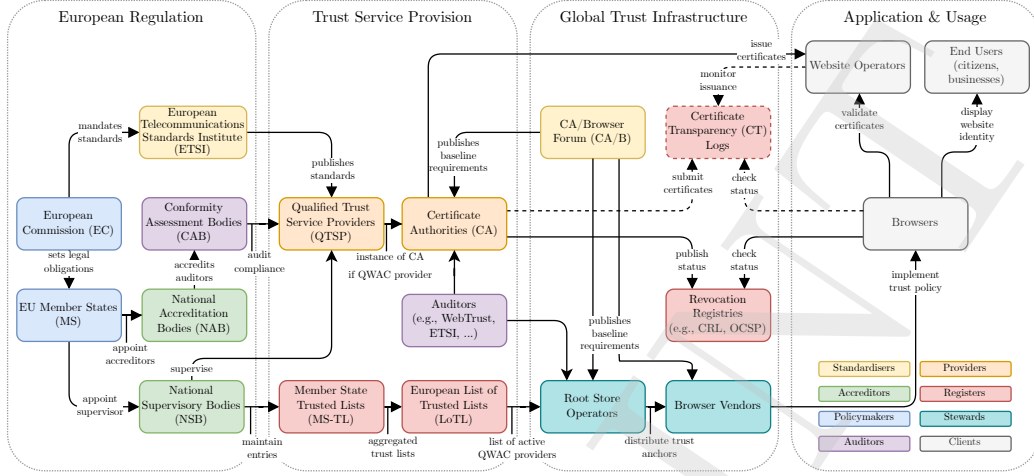 European Regulation
Trust Service Provision
Global Trust Infrastructure
Application & Usage
issue
certificates
Website Operators
End Users
(citizens,
businesses)
monitor
issuance
mandates
standards
European
Telecommunications
Standards Institute
(ETSI)
publishes
standards
publishes
baseline
requirements
CA/Browser
Forum (CA/B)
Certificate
Transparency (CT)
Logs
validate
certificates
display
website
identity
submit
certificates
check
status
European
Commission (EC)
Conformity
Assessment Bodies
(CAB)
Qualified Trust
Service Providers
(QTSP)
Certificate
Authorities (CA)
Browsers
sets legal
obligations
accredits
auditors
audit
compliance
instance of CA
if QWAC provider
publish
status
check
status
implement
trust policy
EU Member States
(MS)
National
Accreditation
Bodies (NAB)
Auditors
(e.g., WebTrust,
ETSI, ...)
Revocation
Registries
(e.g., CRL, OCSP)
appoint
accreditors
supervise
publishes
baseline
requirements
appoint
supervisor
National
Supervisory Bodies
(NSB)
Member State
Trusted Lists
(MS-TL)
European List of
Trusted Lists
(LoTL)
Root Store
Operators
Browser Vendors
maintain
entries
aggregated
trust lists
list of active
QWAC providers
distribute trust
anchors
Standardisers
Providers
Accreditors
Registers
Policymakers
Stewards
Auditors
Clients